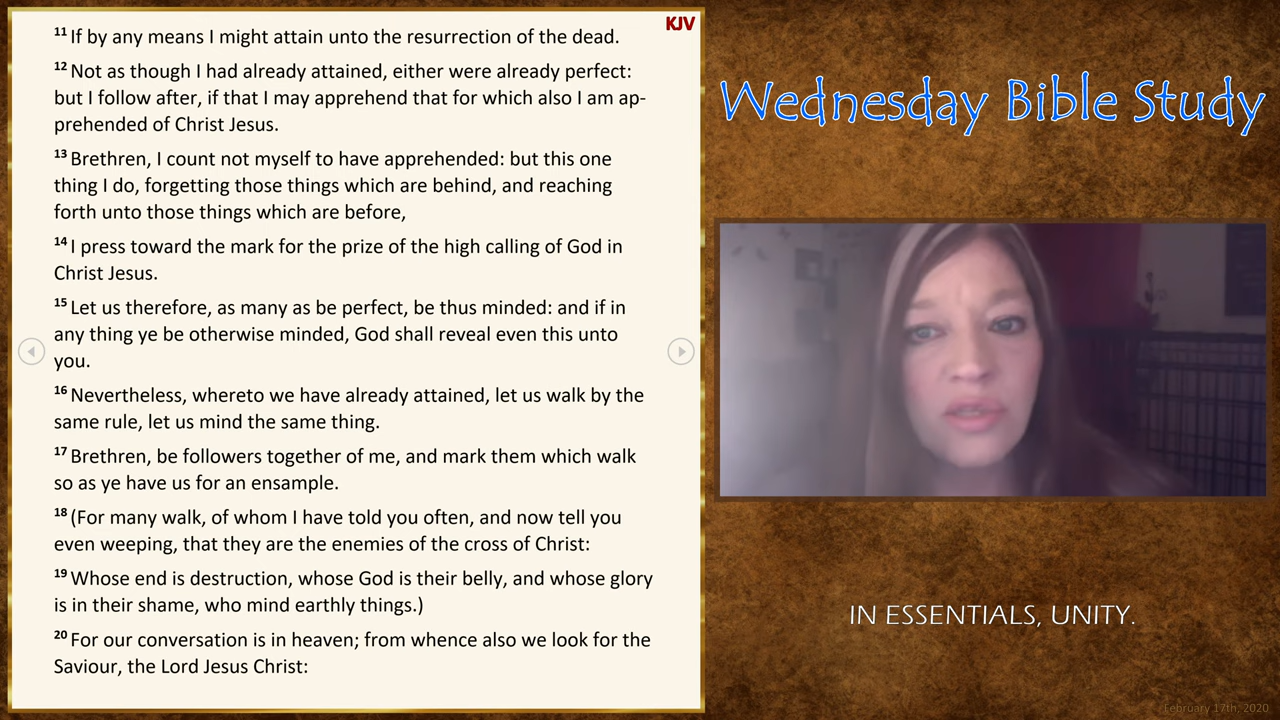 KJV
11 If by any means I might attain unto the resurrection of the dead.
12 Not as though I had already attained, either were already perfect:
but I follow after, if that I may apprehend that for which also I am ap-
prehended of Christ Jesus.
13 Brethren, I count not myself to have apprehended: but this one
thing I do, forgetting those things which are behind, and reaching
forth unto those things which are before,
14 I press toward the mark for the prize of the high calling of God in
Christ Jesus.
15 Let us therefore, as many as be perfect, be thus minded: and if in
any thing ye be otherwise minded, God shall reveal even this unto
you.
16 Nevertheless, whereto we have already attained, let us walk by the
same rule, let us mind the same thing.
17 Brethren, be followers together of me, and mark them which walk
so as ye have us for an ensample.
18 (For many walk, of whom I have told you often, and now tell you
even weeping, that they are the enemies of the cross of Christ:
19 Whose end is destruction, whose God is their belly, and whose glory
is in their shame, who mind earthly things.)
20 For our conversation is in heaven; from whence also we look for the
Saviour, the Lord Jesus Christ:
Wednesday Bible Study
IN ESSENTIALS, UNITY.
February 17th, 2020